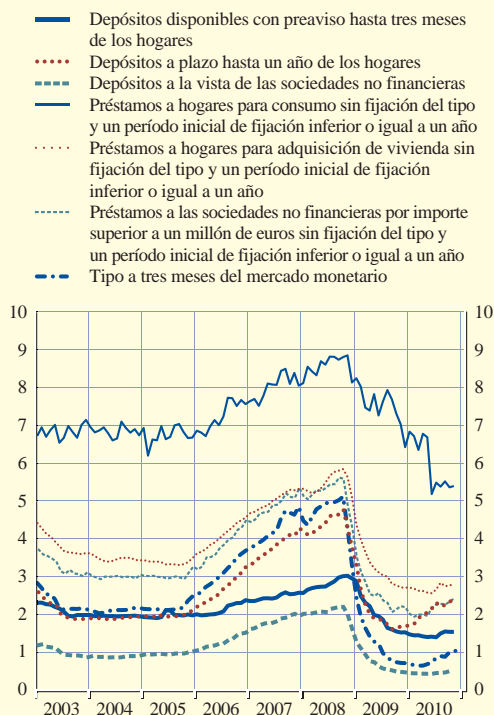 Depósitos disponibles con preaviso hasta tres meses
de los hogares
Depósitos a plazo hasta un año de los hogares
Depósitos a la vista de las sociedades no financieras
Préstamos a hogares para consumo sin fijación del tipo
y un período inicial de fijación inferior o igual a un año
Préstamos a hogares para adquisición de vivienda sin
fijación del tipo y un período inicial de fijación
inferior o igual a un año
Préstamos a las sociedades no financieras por importe
superior a un millón de euros sin fijación del tipo y
un período inicial de fijación inferior o igual a un año
Tipo a tres meses del mercado monetario
10 10
9 9
8 8
7 7
6 6
5 5
4 4
3 3
2 2
1 1
0 0
2003 2004 2005 2006 2007 2008 2009 2010